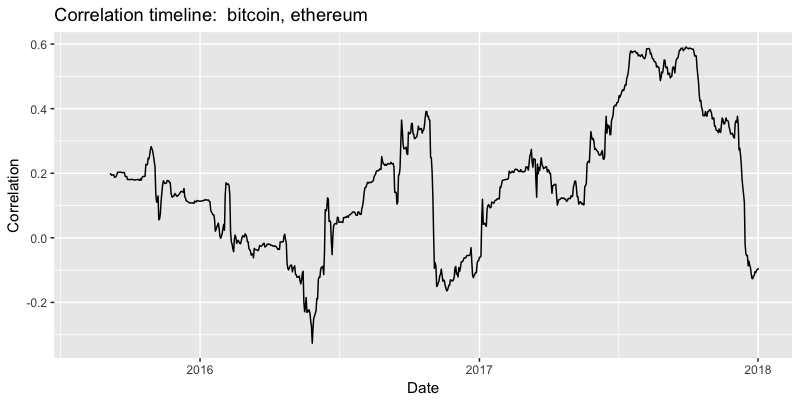 Correlation timeline:  bitcoin, ethereum
0.6
0.4
0.2
0.0
-0.2
Correlation
2016
2017
2018
Date